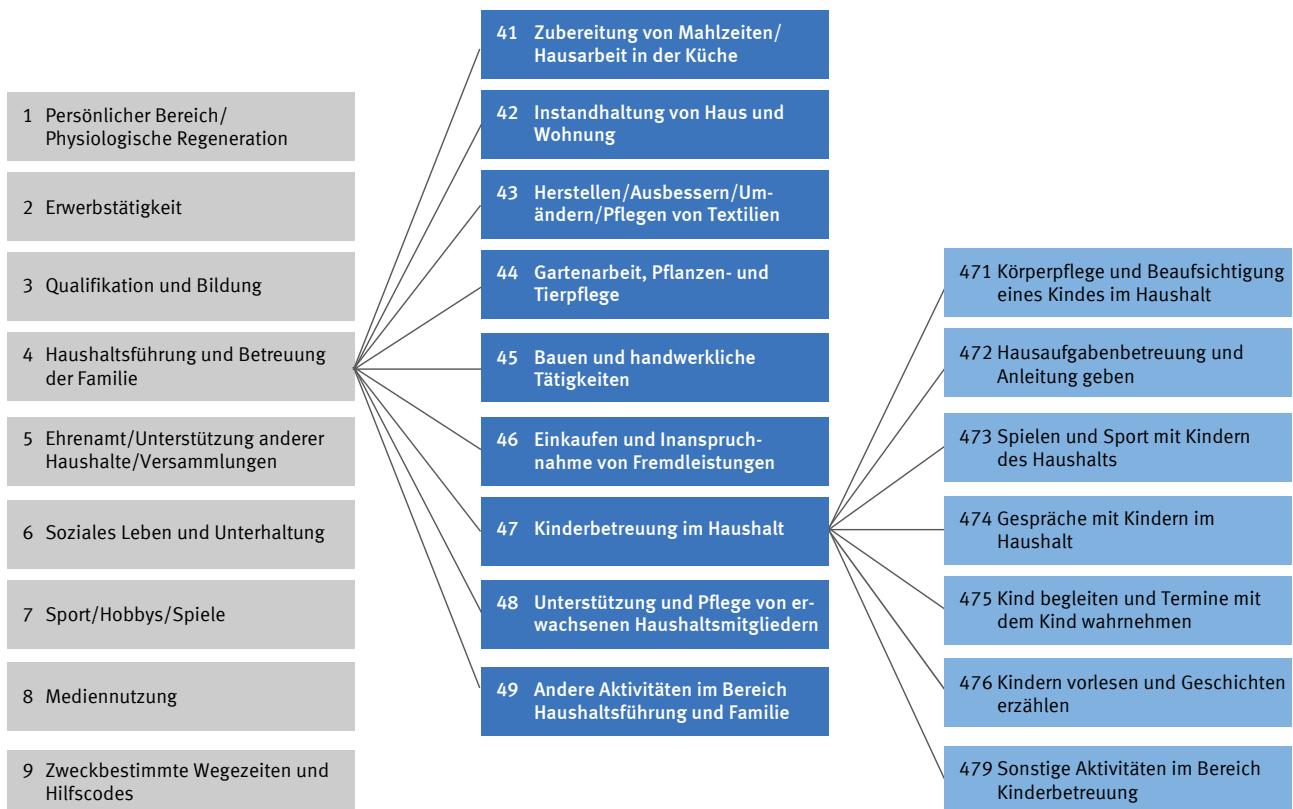 1 Persönlicher Bereich/
Physiologische Regeneration
2 Erwerbstätigkeit
3 Qualifikation und Bildung
4 Haushaltsführung und Betreuung
der Familie
5 Ehrenamt/Unterstützung anderer
Haushalte/Versammlungen
6 Soziales Leben und Unterhaltung
7 Sport/Hobbys/Spiele
8 Mediennutzung
9 Zweckbestimmte Wegezeiten und
Hilfscodes
41 Zubereitung von Mahlzeiten/
Hausarbeit in der Küche
42 Instandhaltung von Haus und
Wohnung
43 Herstellen/Ausbessern/Um-
ändern/Pflegen von Textilien
44 Gartenarbeit, Pflanzen- und
Tierpflege
45 Bauen und handwerkliche
Tätigkeiten
46 Einkaufen und Inanspruch-
nahme von Fremdleistungen
47 Kinderbetreuung im Haushalt
48 Unterstützung und Pflege von er-
wachsenen Haushaltsmitgliedern
49 Andere Aktivitäten im Bereich
Haushaltsführung und Familie
471 Körperpflege und Beaufsichtigung
eines Kindes im Haushalt
472 Hausaufgabenbetreuung und
Anleitung geben
473 Spielen und Sport mit Kindern
des Haushalts
474 Gespräche mit Kindern im
Haushalt
475 Kind begleiten und Termine mit
dem Kind wahrnehmen
476 Kindern vorlesen und Geschichten
erzählen
479 Sonstige Aktivitäten im Bereich
Kinderbetreuung